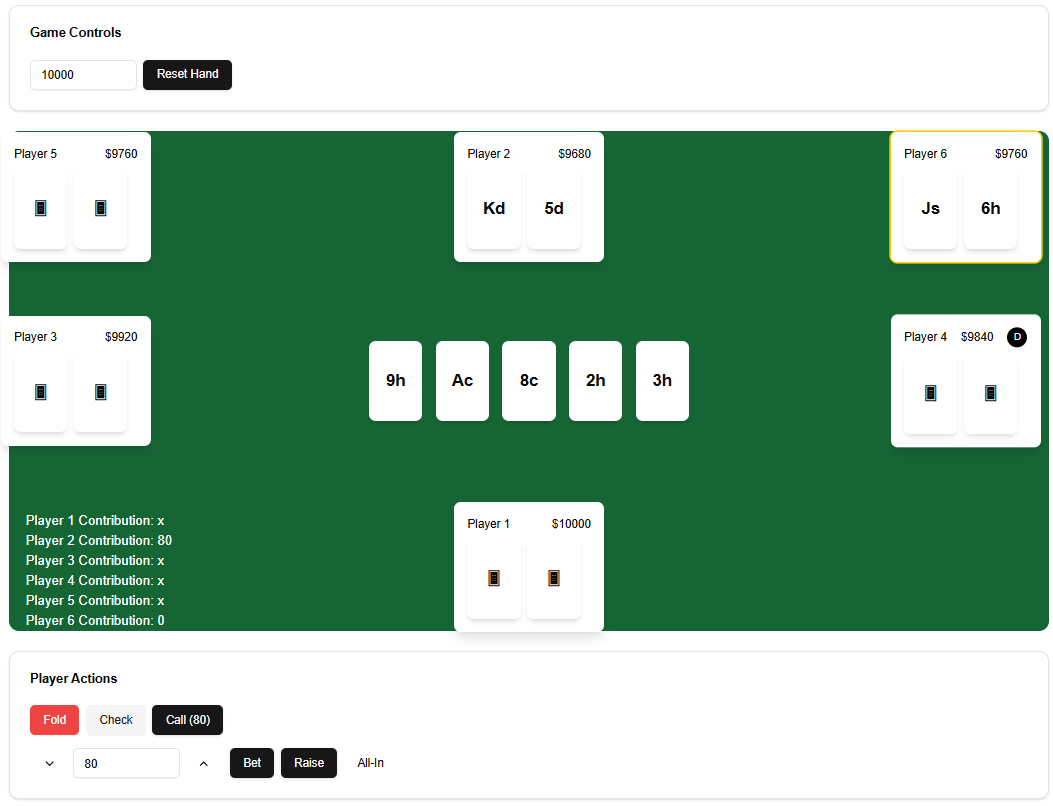 Game Controls
10000
Reset Hand
Player 5 $9760
Player 2 $9680
Kd 5d
Player 6 $9760
Js 6h
Player 3 $9920
9h Ac 8c 2h 3h
Player 4 $9840 D
Player 1 $10000
Player 1 Contribution: x
Player 2 Contribution: 80
Player 3 Contribution: x
Player 4 Contribution: x
Player 5 Contribution: x
Player 6 Contribution: 0
Player Actions
Fold Check Call (80)
80 Bet Raise All-In